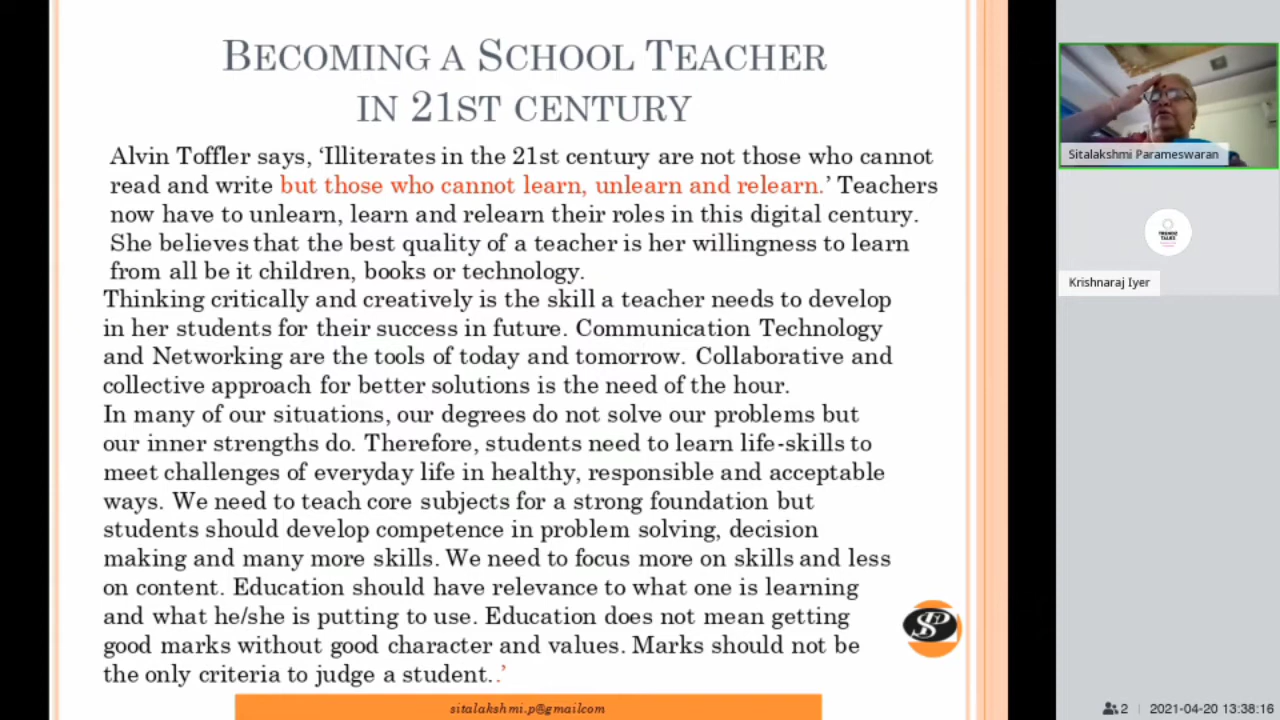 BECOMING A SCHOOL TEACHER
IN 21ST CENTURY
Alvin Toffler says, ‘Illiterates in the 21st century are not those who cannot
read and write but those who cannot learn, unlearn and relearn.’ Teachers
now have to unlearn, learn and relearn their roles in this digital century.
She believes that the best quality of a teacher is her willingness to learn
from all be it children, books or technology.
Thinking critically and creatively is the skill a teacher needs to develop
in her students for their success in future. Communication Technology
and Networking are the tools of today and tomorrow. Collaborative and
collective approach for better solutions is the need of the hour.
In many of our situations, our degrees do not solve our problems but
our inner strengths do. Therefore, students need to learn life-skills to
meet challenges of everyday life in healthy, responsible and acceptable
ways. We need to teach core subjects for a strong foundation but
students should develop competence in problem solving, decision
making and many more skills. We need to focus more on skills and less
on content. Education should have relevance to what one is learning
and what he/she is putting to use. Education does not mean getting
good marks without good character and values. Marks should not be
the only criteria to judge a student..’
SP
sitalakshmi.p@gmailcom
Sitalakshmi Parameswaran
TRENDZ
TALKS
Krishnaraj Iyer
2
2021-04-20 13:38:16